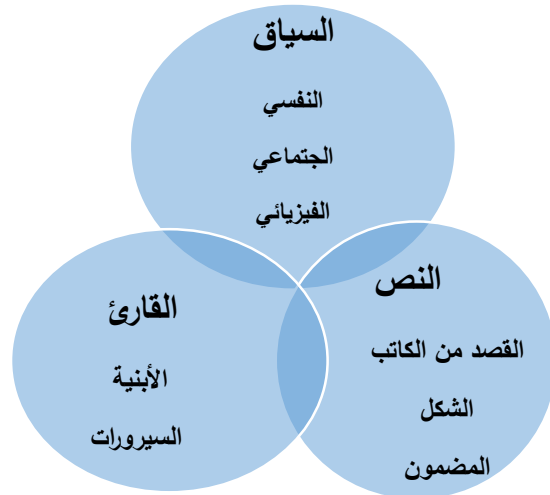 السياق
النفسي
الجتماعي
الفيزيائي
النص
القصد من الكاتب
الشكل
المضمون
القارئ
الأبنية
السيرورات